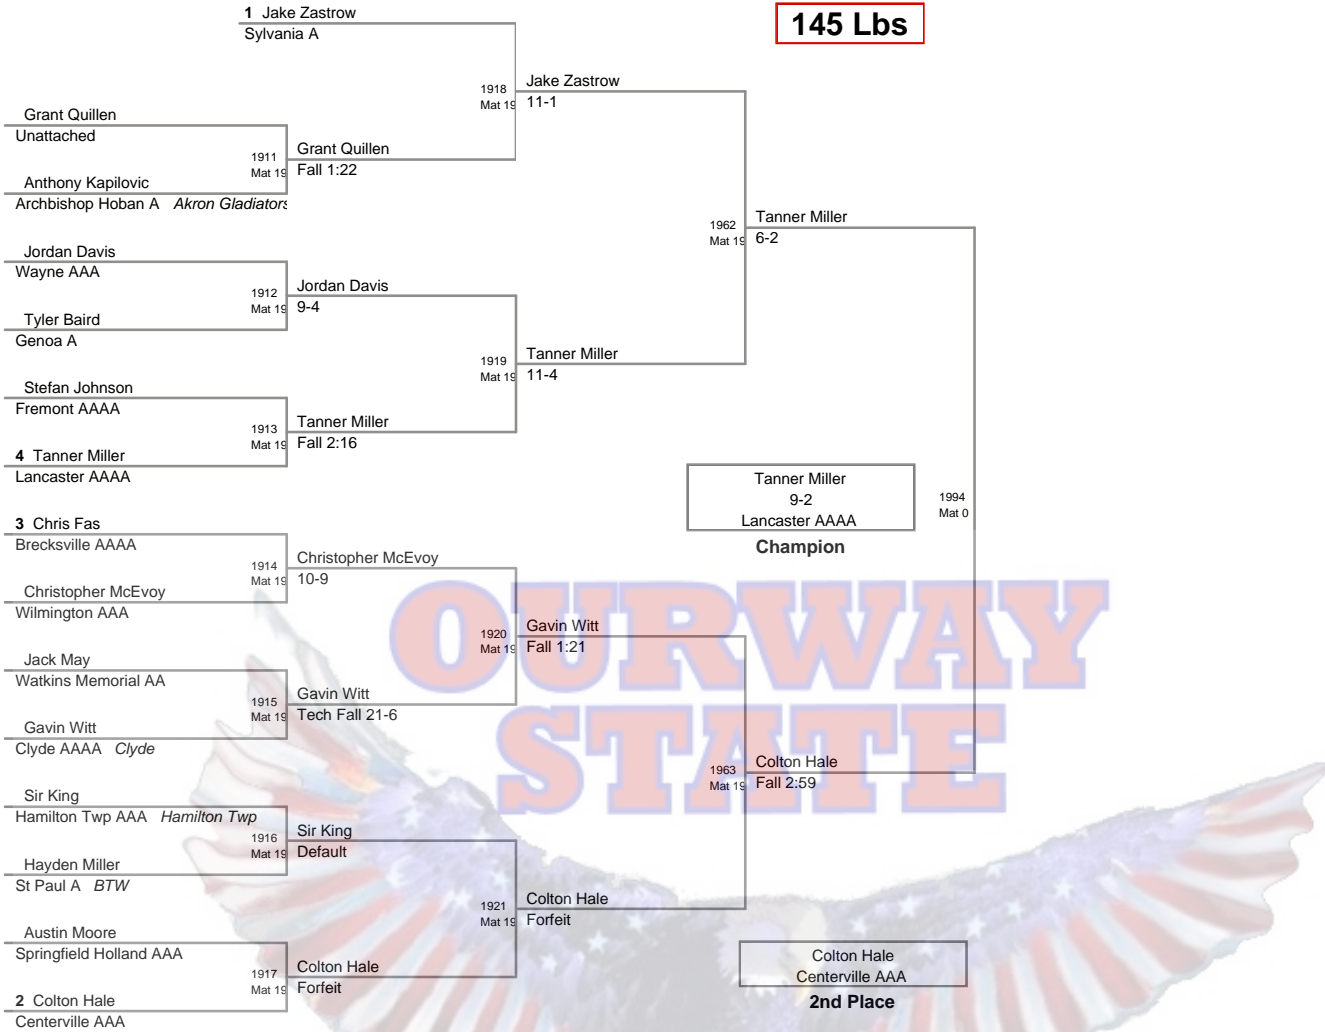 145 Lbs
1 Jake Zastrow
Sylvania A
1918
Mat 19
Jake Zastrow
11-1
Grant Quillen
Unattached
1911
Mat 19
Grant Quillen
Fall 1:22
Anthony Kapilovic
Archbishop Hoban A Akron Gladiators
1962
Mat 19
Tanner Miller
6-2
Jordan Davis
Wayne AAA
1912
Mat 19
Jordan Davis
9-4
Tyler Baird
Genoa A
1919
Mat 19
Tanner Miller
11-4
Stefan Johnson
Fremont AAAA
1913
Mat 19
Tanner Miller
Fall 2:16
4 Tanner Miller
Lancaster AAAA
Tanner Miller
9-2
Lancaster AAAA
Champion
1994
Mat 0
3 Chris Fas
Brecksville AAAA
1914
Mat 19
Christopher McEvoy
10-9
Christopher McEvoy
Wilmington AAA
OURWAY
STATE
1920
Mat 19
Gavin Witt
Fall 1:21
Jack May
Watkins Memorial AA
1915
Mat 19
Gavin Witt
Tech Fall 21-6
Gavin Witt
Clyde AAAA Clyde
1963
Mat 19
Colton Hale
Fall 2:59
Sir King
Hamilton Twp AAA Hamilton Twp
1916
Mat 19
Sir King
Default
Hayden Miller
St Paul A BTW
1921
Mat 19
Colton Hale
Forfeit
Austin Moore
Springfield Holland AAA
1917
Mat 19
Colton Hale
Forfeit
2 Colton Hale
Centerville AAA
Colton Hale
Centerville AAA
2nd Place